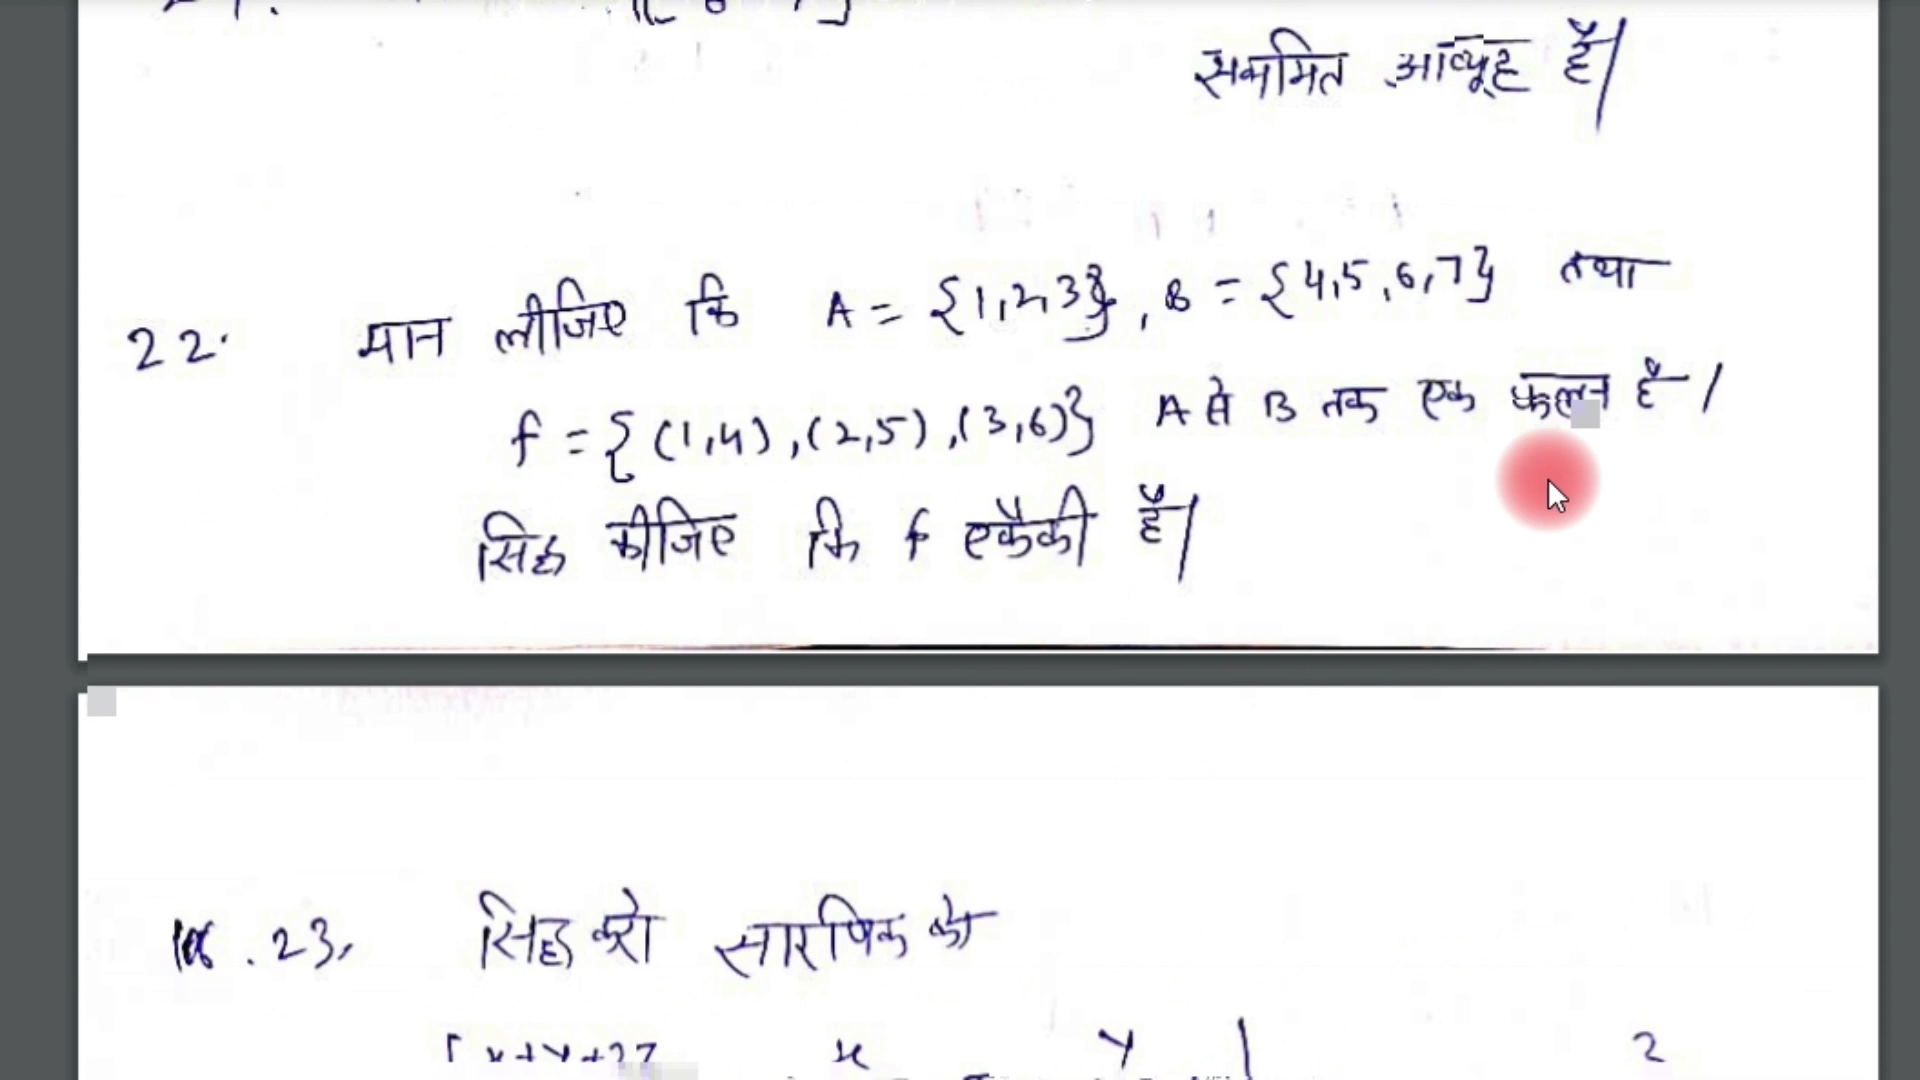 सममित आव्यूह है|
22. मान लीजिए कि A = {1,2,3}, B = {4,5,6,7} तथा
f = {(1,4),(2,5),(3,6)} A से B तक एक फलन है|
सिद्ध कीजिए कि f एकैकी है|
23. सिद्ध करो सारणिक को
x+y+2z x y